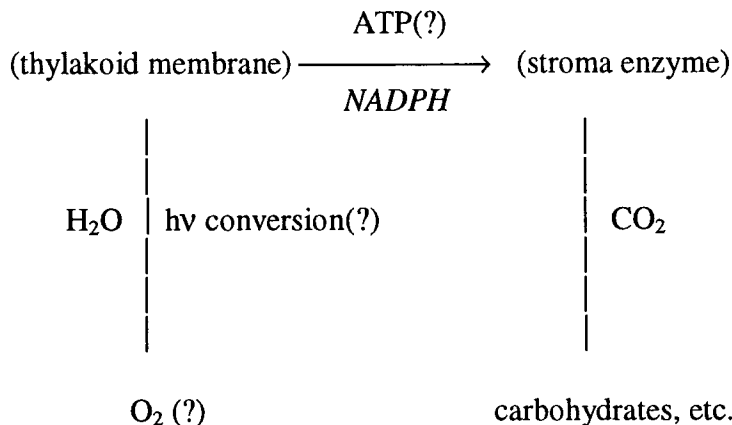 ATP(?)
(thylakoid membrane) (stroma enzyme)
NADPH
H₂O hν conversion(?) CO₂
O₂ (?) carbohydrates, etc.